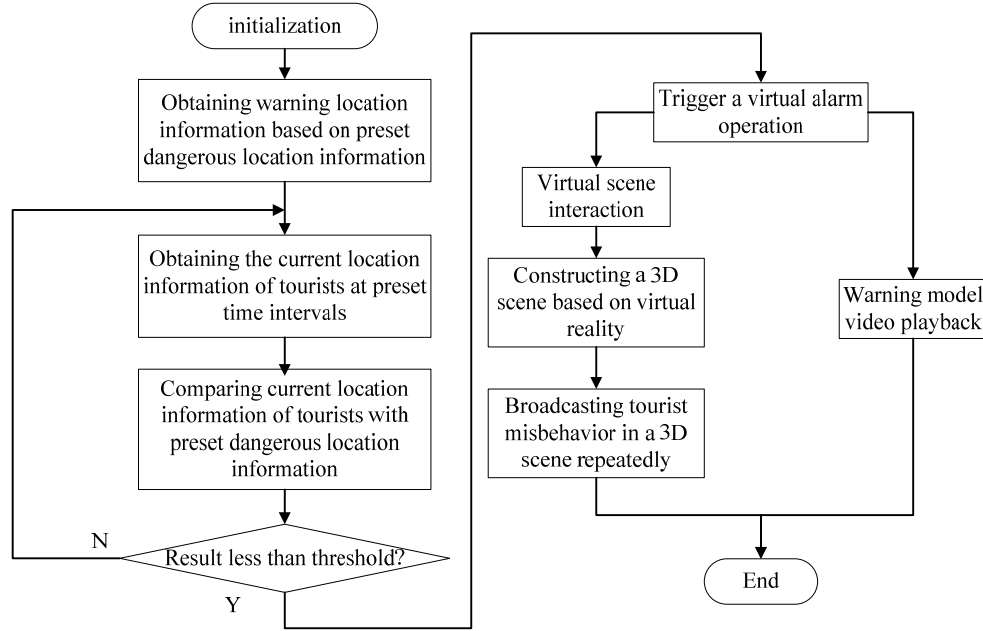 initialization
Obtaining warning location
information based on preset
dangerous location information
Obtaining the current location
information of tourists at preset
time intervals
Comparing current location
information of tourists with
preset dangerous location
information
Result less than threshold?
N
Y
Trigger a virtual alarm
operation
Virtual scene
interaction
Constructing a 3D
scene based on virtual
reality
Broadcasting tourist
misbehavior in a 3D
scene repeatedly
Warning model
video playback
End